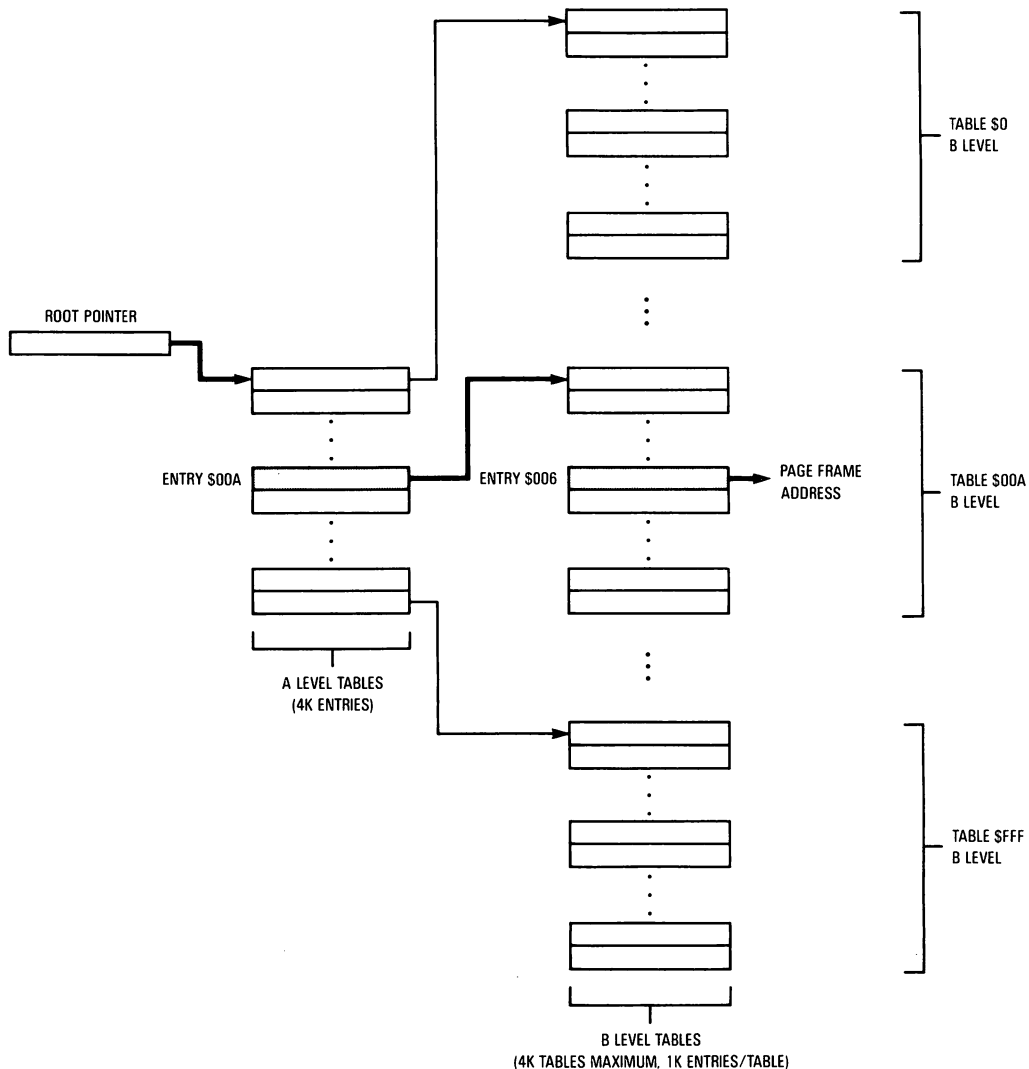 TABLE $0
B LEVEL
ROOT POINTER
ENTRY $00A
ENTRY $006
PAGE FRAME
ADDRESS
TABLE $00A
B LEVEL
A LEVEL TABLES
(4K ENTRIES)
TABLE $FFF
B LEVEL
B LEVEL TABLES
(4K TABLES MAXIMUM, 1K ENTRIES/TABLE)